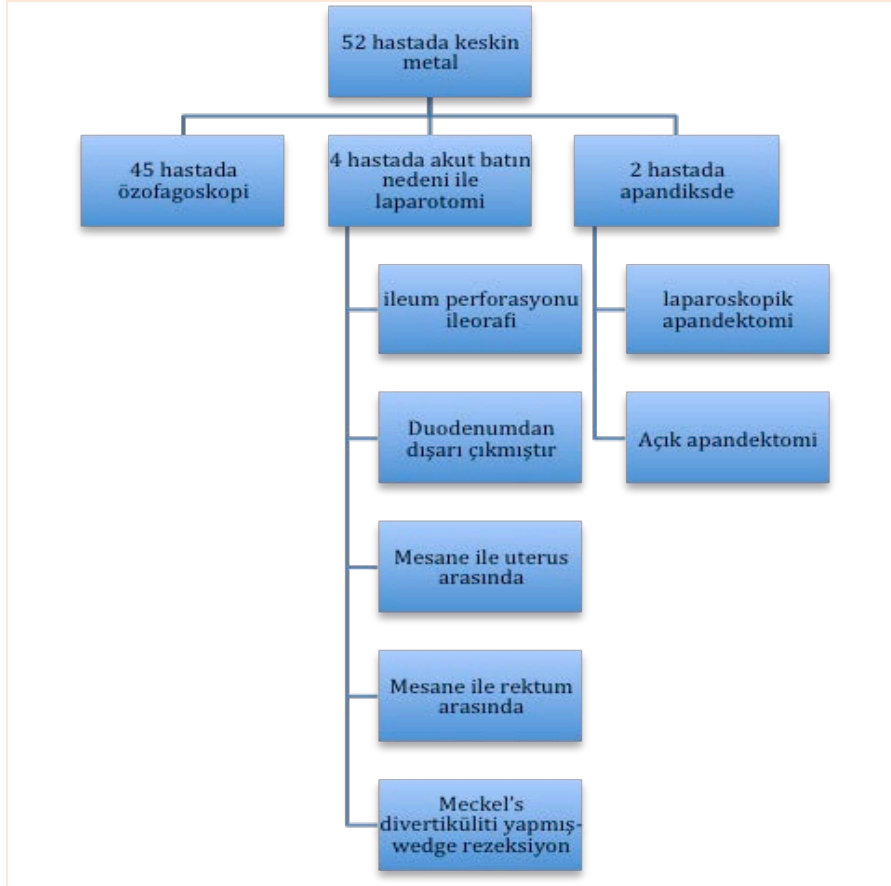 52 hastada keskin
metal
45 hastada
özofagoskopi
4 hastada akut batın
nedeni ile
laparotomi
2 hastada
apandiksde
ileum perforasyonu
ileorafi
Duodenumdan
dışarı çıkmıştır
Mesane ile uterus
arasında
Mesane ile rektum
arasında
Meckel's
divertiküliti yapmış-
wedge rezeksiyon
laparoskopik
apandektomi
Açık apandektomi